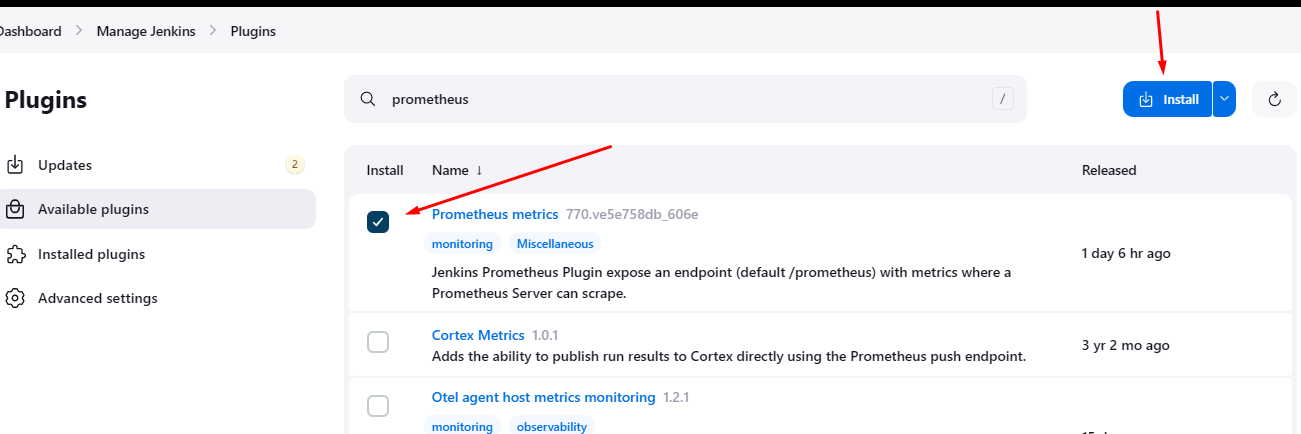 Dashboard > Manage Jenkins > Plugins
Plugins
prometheus /
Install
Updates 2
Available plugins
Installed plugins
Advanced settings
Install Name ↓ Released
Prometheus metrics 770.ve5e758db_606e
monitoring Miscellaneous
1 day 6 hr ago
Jenkins Prometheus Plugin expose an endpoint (default /prometheus) with metrics where a
Prometheus Server can scrape.
Cortex Metrics 1.0.1
3 yr 2 mo ago
Adds the ability to publish run results to Cortex directly using the Prometheus push endpoint.
Otel agent host metrics monitoring 1.2.1
monitoring observability